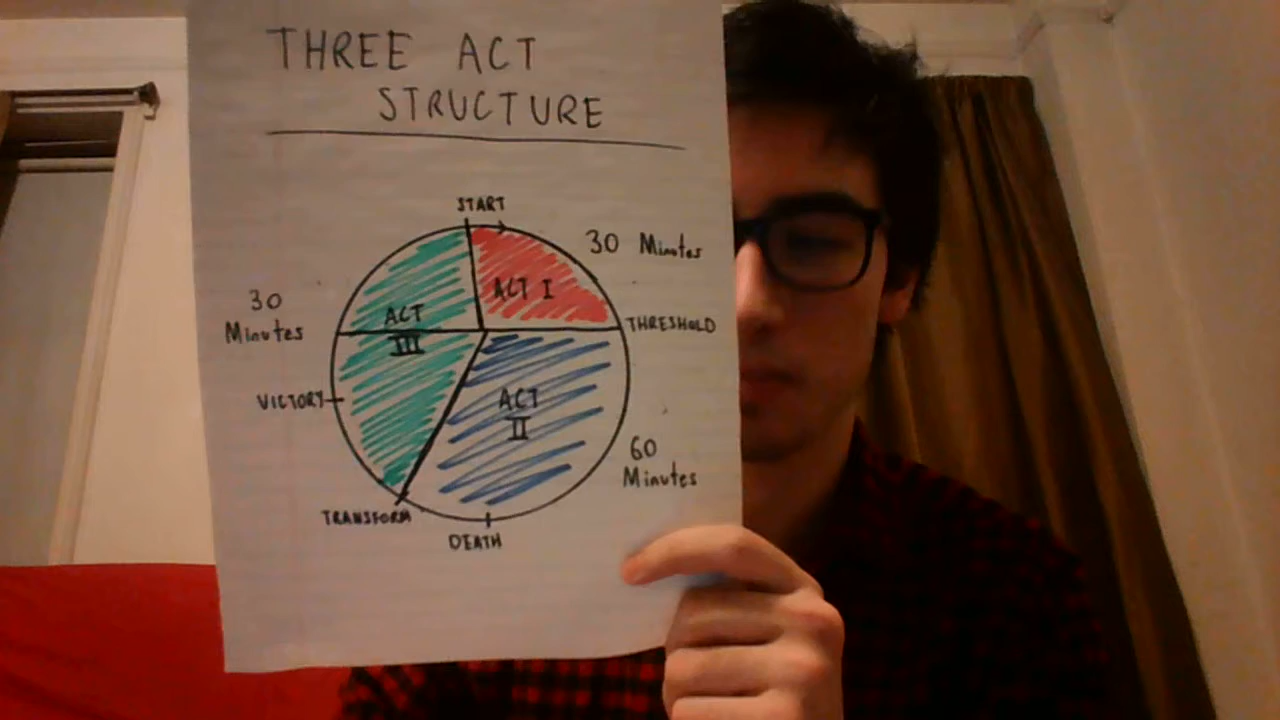 THREE ACT
STRUCTURE
START
30 Minutes
ACT I
THRESHOLD
30
Minutes
ACT
III
VICTORY
ACT
II
60
Minutes
TRANSFORM
DEATH